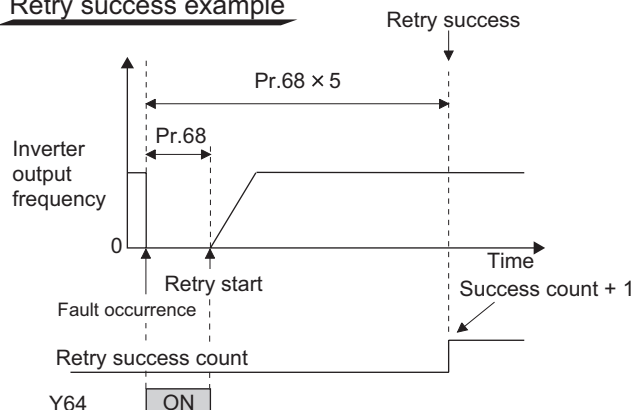 Retry success example
Retry success
Pr.68 × 5
Pr.68
Inverter
output
frequency
0
Time
Retry start
Success count + 1
Fault occurrence
Retry success count
Y64
ON